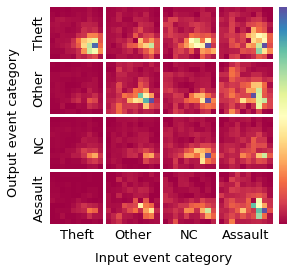 Output event category
Theft
Other
NC
Assault
Theft Other NC Assault
Input event category